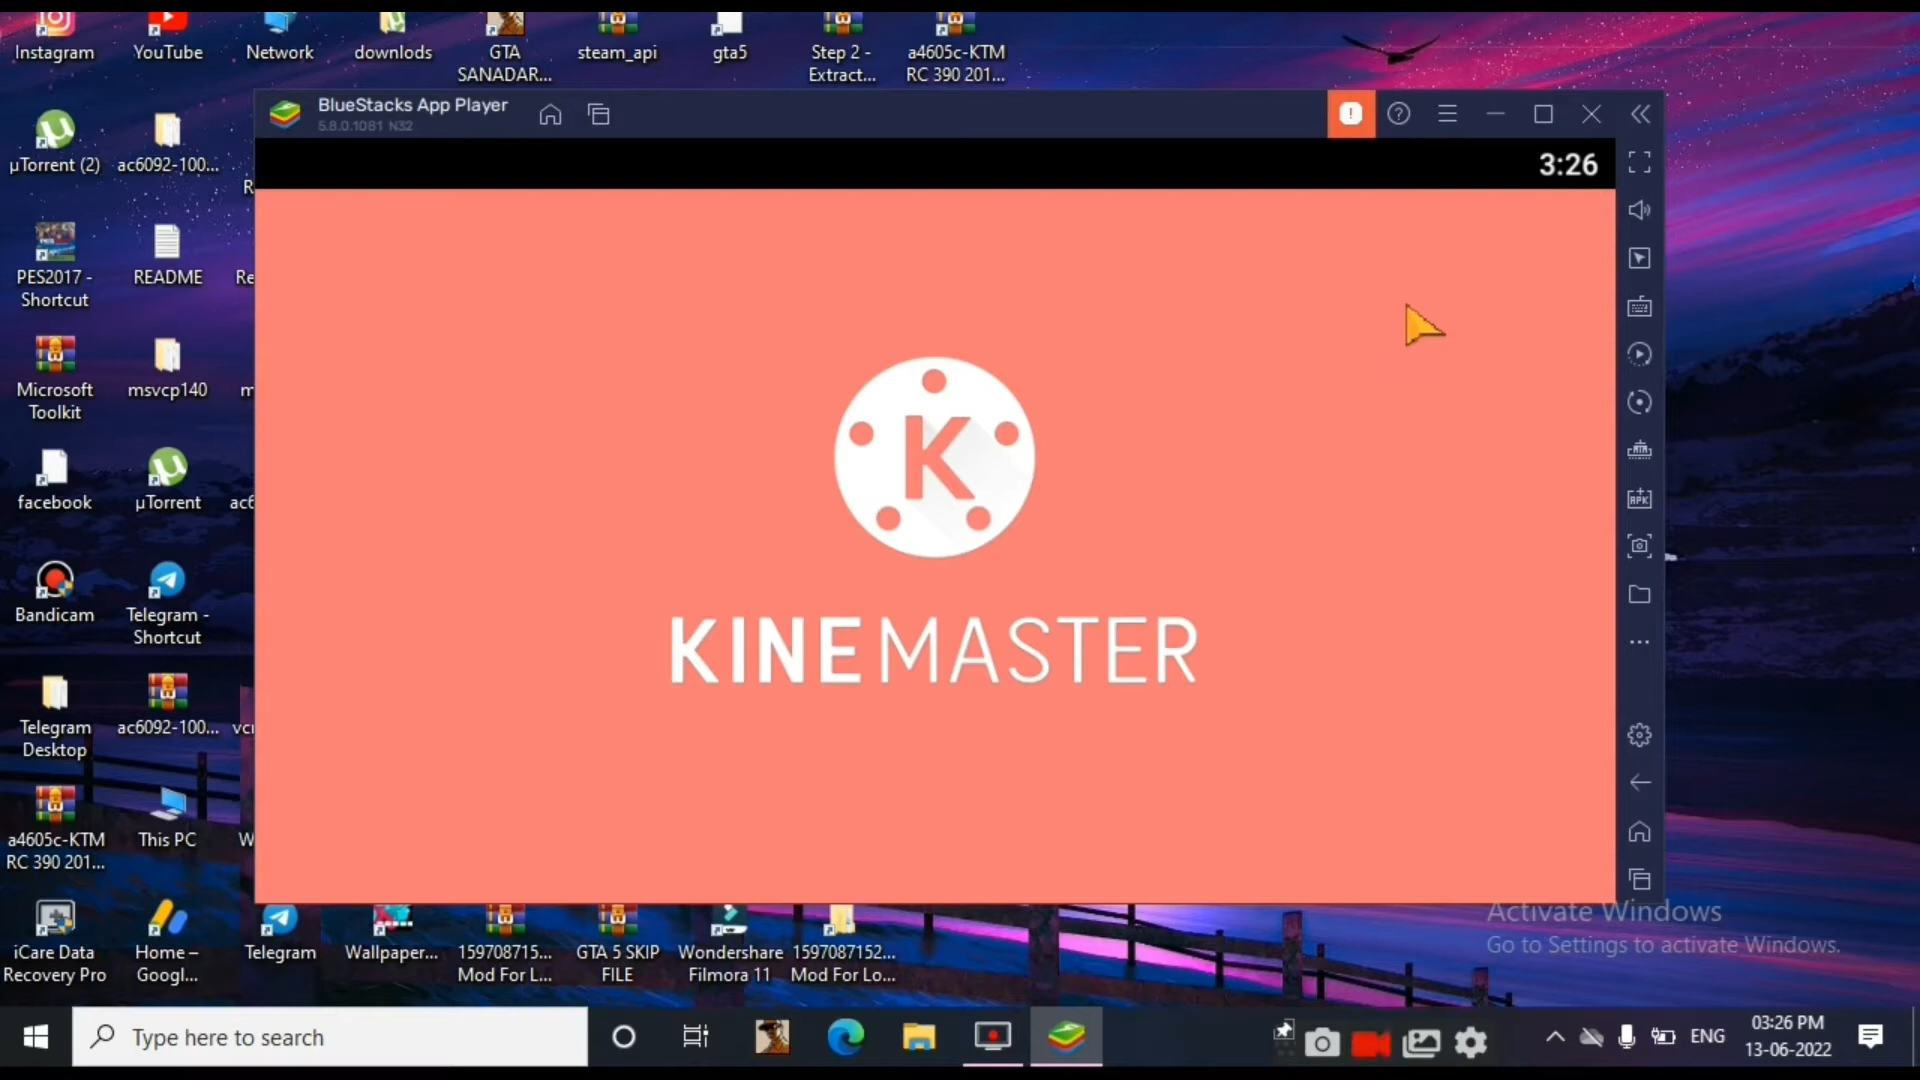 Instagram
YouTube
Network
downlods
GTA
SANADAR...
steam_api
gta5
Step 2 -
Extract...
a4605c-KTM
RC 390 201...
BlueStacks App Player
5.8.0.1081 N32
3:26
µTorrent (2)
ac6092-100...
R
PES2017 -
Shortcut
README
Re
Microsoft
Toolkit
msvcp140
m
facebook
µTorrent
ac6
K
KINEMASTER
Bandicam
Telegram -
Shortcut
Telegram
Desktop
ac6092-100...
vcr
a4605c-KTM
RC 390 201...
This PC
W
APK
iCare Data
Recovery Pro
Home –
Googl...
Telegram
Wallpaper...
159708715...
Mod For L...
GTA 5 SKIP
FILE
Wondershare
Filmora 11
1597087152...
Mod For Lo...
Activate Windows
Go to Settings to activate Windows.
Type here to search
ENG
03:26 PM
13-06-2022